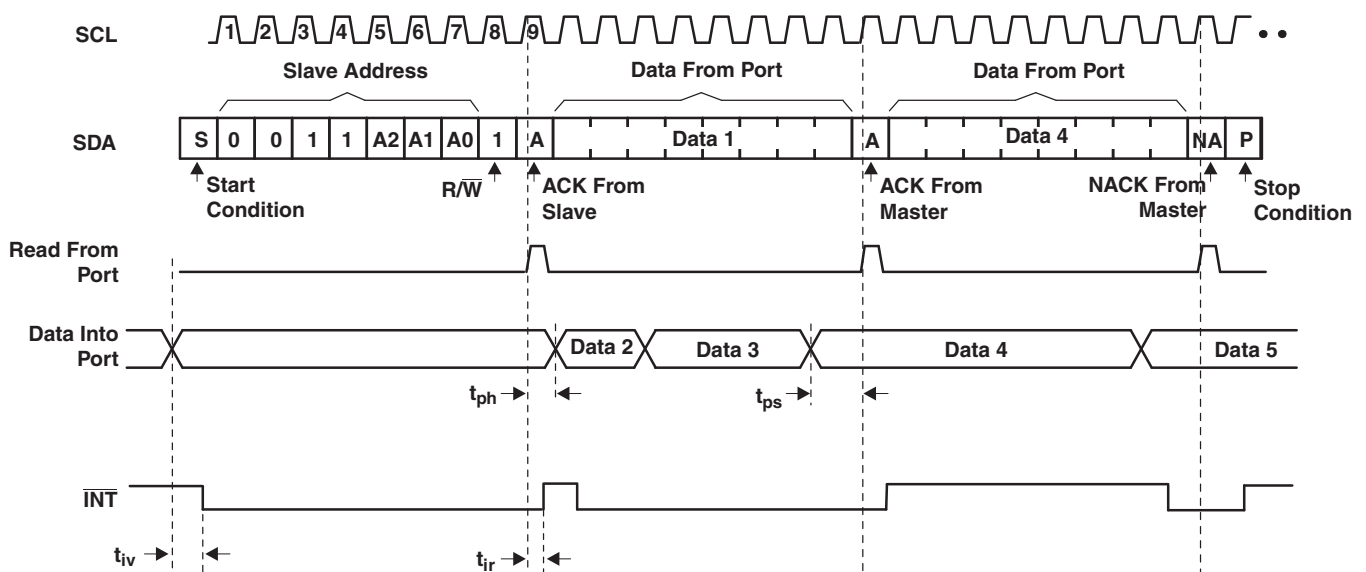 SCL 1 2 3 4 5 6 7 8 9
Slave Address Data From Port Data From Port
SDA S 0 0 1 1 A2 A1 A0 1 A Data 1 A Data 4 NA P
Start Condition
R/W
ACK From Slave
ACK From Master
NACK From Master
Stop Condition
Read From Port
Data Into Port Data 2 Data 3 Data 4 Data 5
tph tps
INT
tiv tir